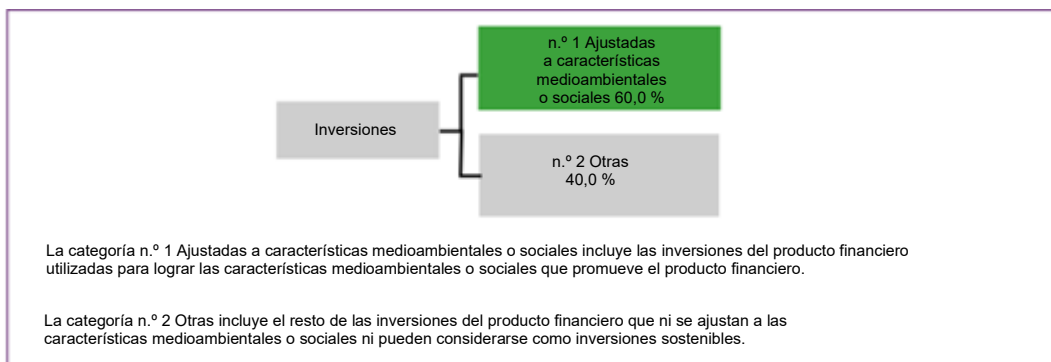 n.º 1 Ajustadas
a características
medioambientales
o sociales 60,0 %
Inversiones
n.º 2 Otras
40,0 %
La categoría n.º 1 Ajustadas a características medioambientales o sociales incluye las inversiones del producto financiero
utilizadas para lograr las características medioambientales o sociales que promueve el producto financiero.
La categoría n.º 2 Otras incluye el resto de las inversiones del producto financiero que ni se ajustan a las
características medioambientales o sociales ni pueden considerarse como inversiones sostenibles.